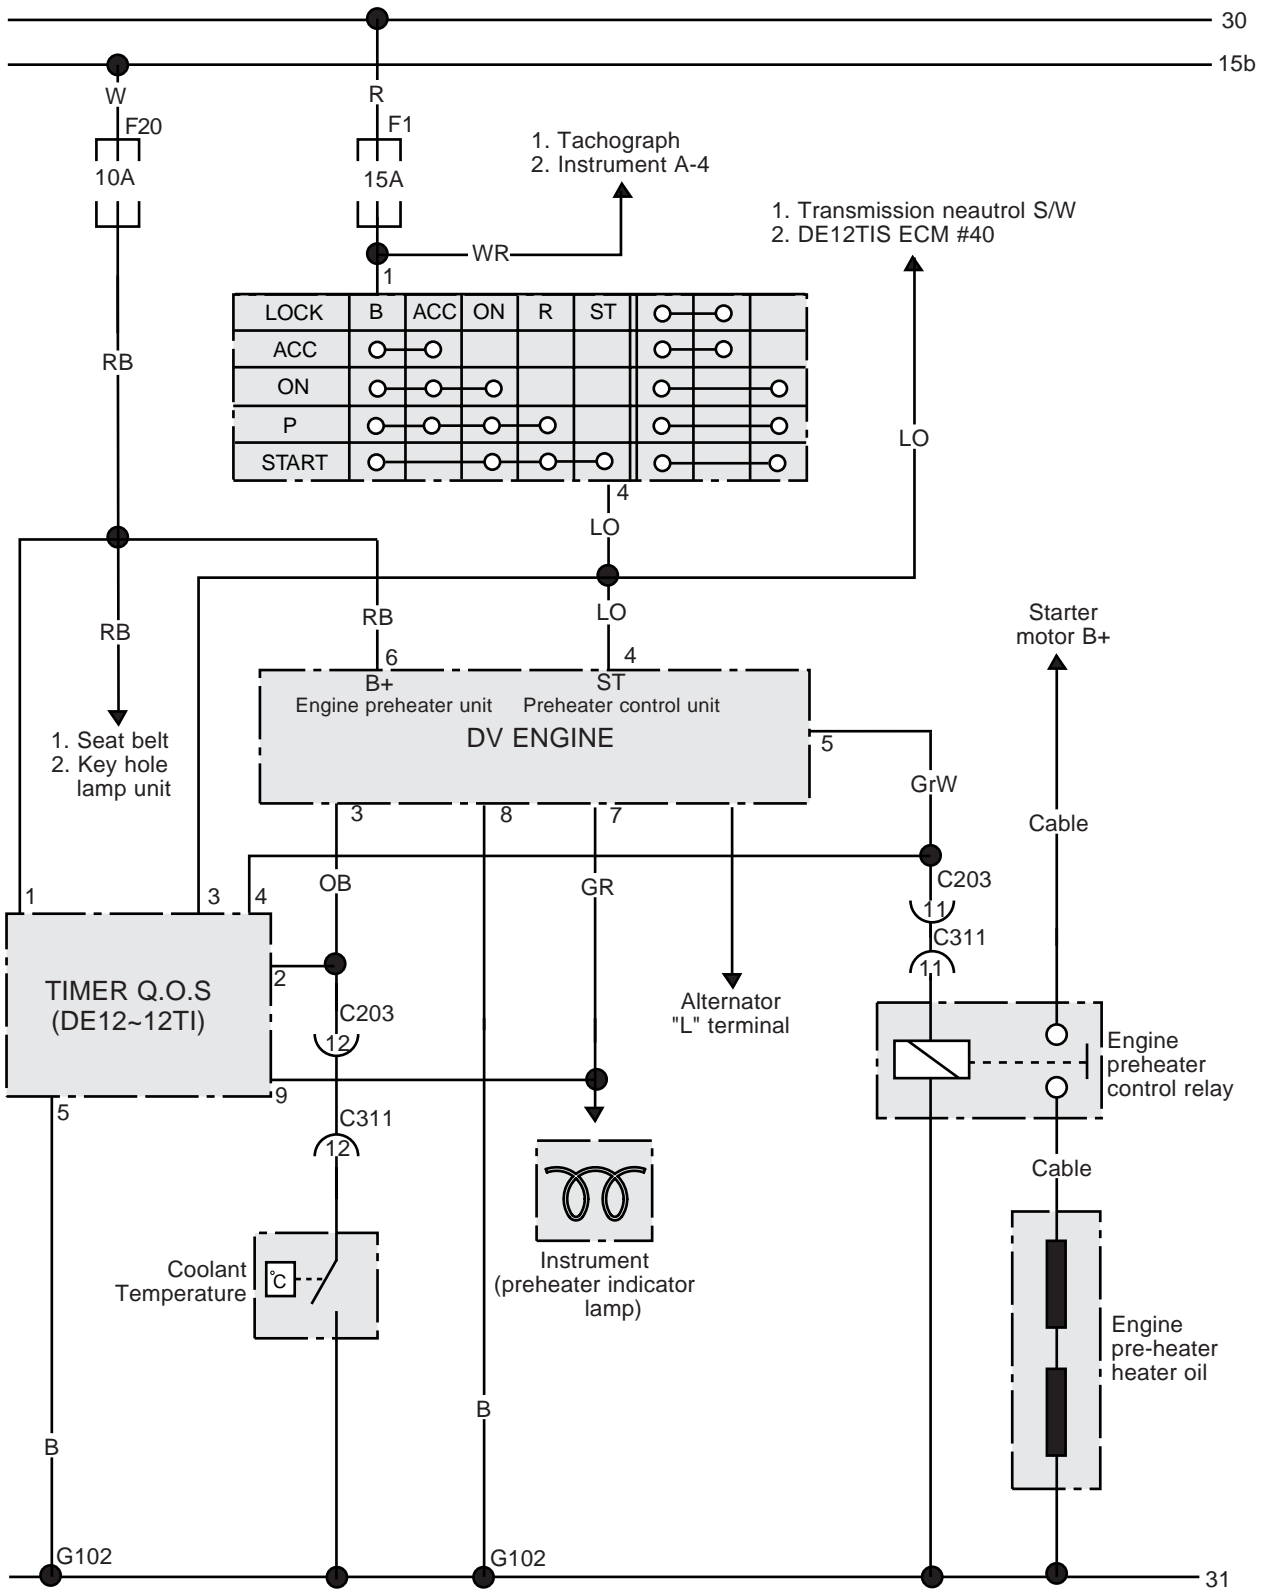 30
15b
W
R
F20
F1
10A
15A
1. Tachograph
2. Instrument A-4
1. Transmission neautrol S/W
2. DE12TIS ECM #40
WR
1
LOCK B ACC ON R ST
ACC
ON
P
START
RB
LO
4
LO
RB
RB
LO
6
4
B+
ST
Engine preheater unit
Preheater control unit
DV ENGINE
1. Seat belt
2. Key hole
lamp unit
Starter
motor B+
5
GrW
Cable
3
8
7
OB
GR
1
3
4
C203
11
C311
11
TIMER Q.O.S
(DE12~12TI)
2
C203
12
Alternator
"L" terminal
Engine
preheater
control relay
9
5
C311
12
Cable
Coolant
Temperature
°C
Instrument
(preheater indicator
lamp)
Engine
pre-heater
heater oil
B
B
G102
G102
31